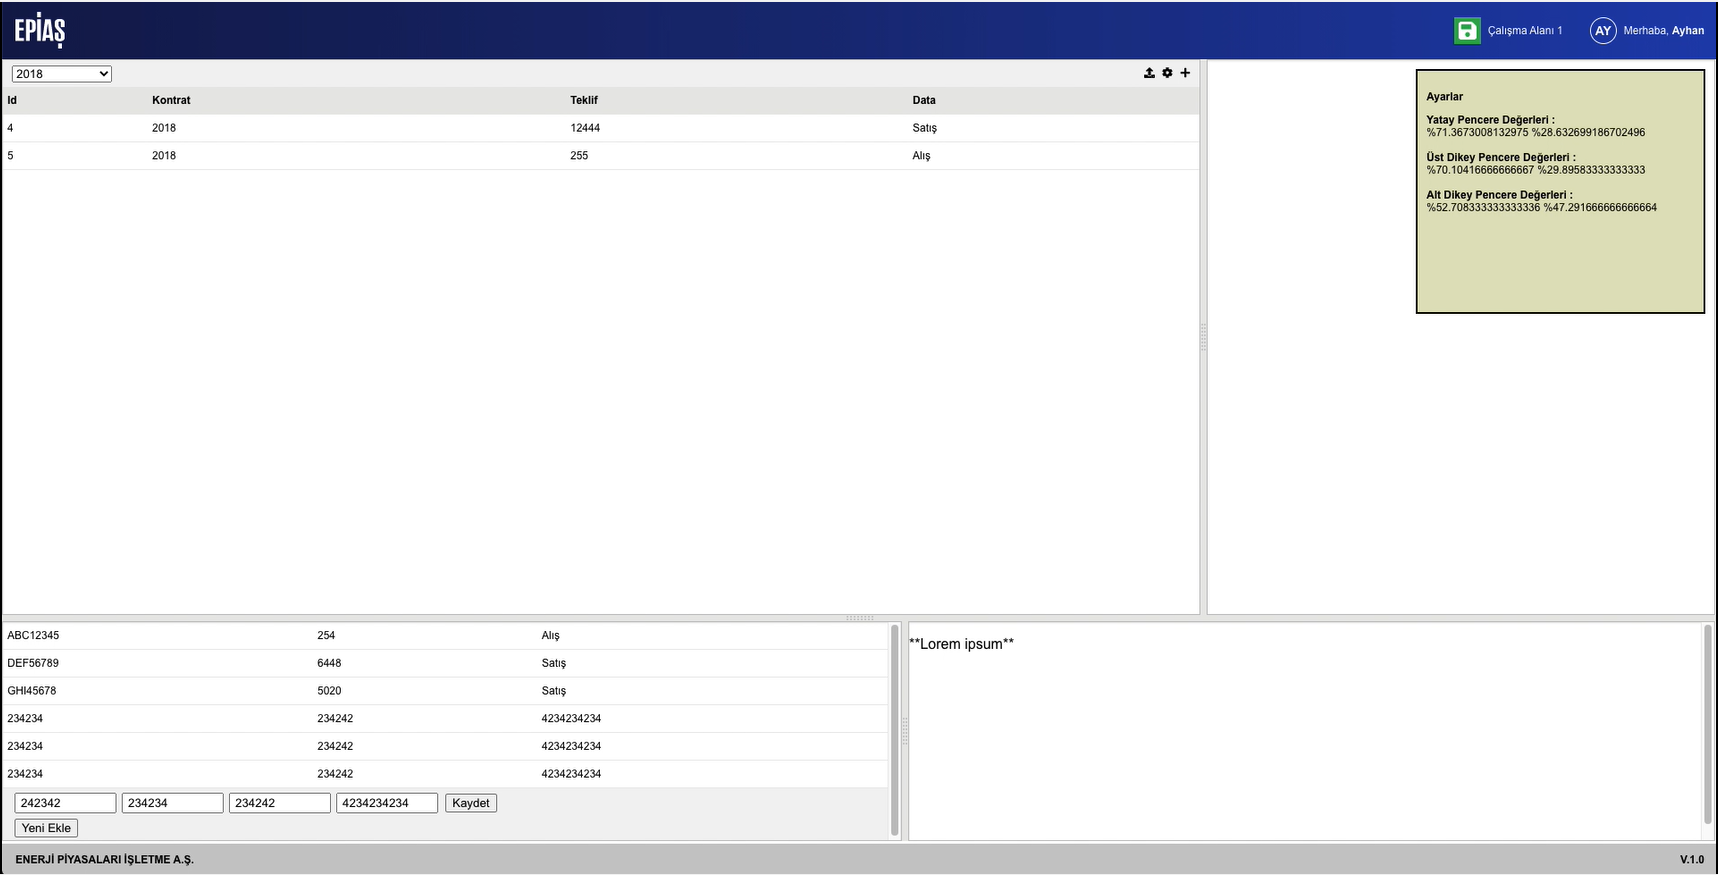 EPİAŞ
Çalışma Alanı 1
AY Merhaba, Ayhan
2018
Id Kontrat Teklif Data
4 2018 12444 Satış
5 2018 255 Alış
Ayarlar
Yatay Pencere Değerleri :
%71.3673008132975 %28.632699186702496
Üst Dikey Pencere Değerleri :
%70.10416666666667 %29.89583333333333
Alt Dikey Pencere Değerleri :
%52.708333333333336 %47.291666666666664
ABC12345 254 Alış
DEF56789 6448 Satış
GHI45678 5020 Satış
234234 234242 4234234234
234234 234242 4234234234
234234 234242 4234234234
242342 234234 234242 4234234234 Kaydet
Yeni Ekle
**Lorem ipsum**
ENERJİ PİYASALARI İŞLETME A.Ş.
V.1.0